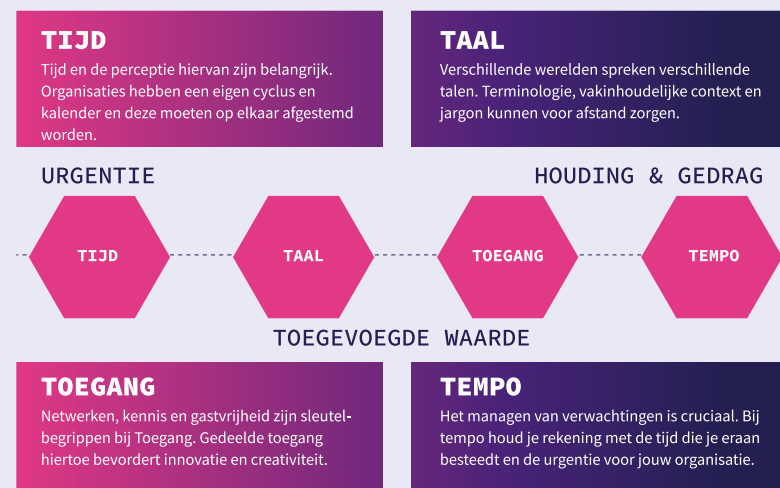 TIJD
Tijd en de perceptie hiervan zijn belangrijk.
Organisaties hebben een eigen cyclus en
kalender en deze moeten op elkaar afgestemd
worden.
TAAL
Verschillende werelden spreken verschillende
talen. Terminologie, vakinhoudelijke context en
jargon kunnen voor afstand zorgen.
URGENTIE
HOUDING & GEDRAG
TIJD
TAAL
TOEGANG
TEMPO
TOEGEVOEGDE WAARDE
TOEGANG
Netwerken, kennis en gastvrijheid zijn sleutel-
begrippen bij Toegang. Gedeelde toegang
hiertoe bevordert innovatie en creativiteit.
TEMPO
Het managen van verwachtingen is cruciaal. Bij
tempo houd je rekening met de tijd die je eraan
besteedt en de urgentie voor jouw organisatie.